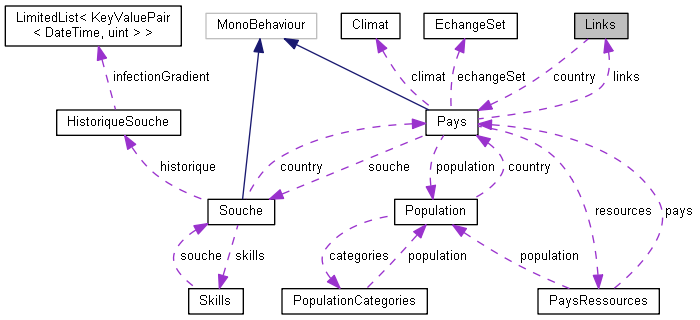 LimitedList< KeyValuePair
< DateTime, uint > >
MonoBehaviour
Climat
EchangeSet
Links
infectionGradient
climat
echangeSet
country
links
HistoriqueSouche
Pays
historique
country
souche
population
country
resources
pays
Souche
Population
souche
skills
categories
population
population
Skills
PopulationCategories
PaysRessources